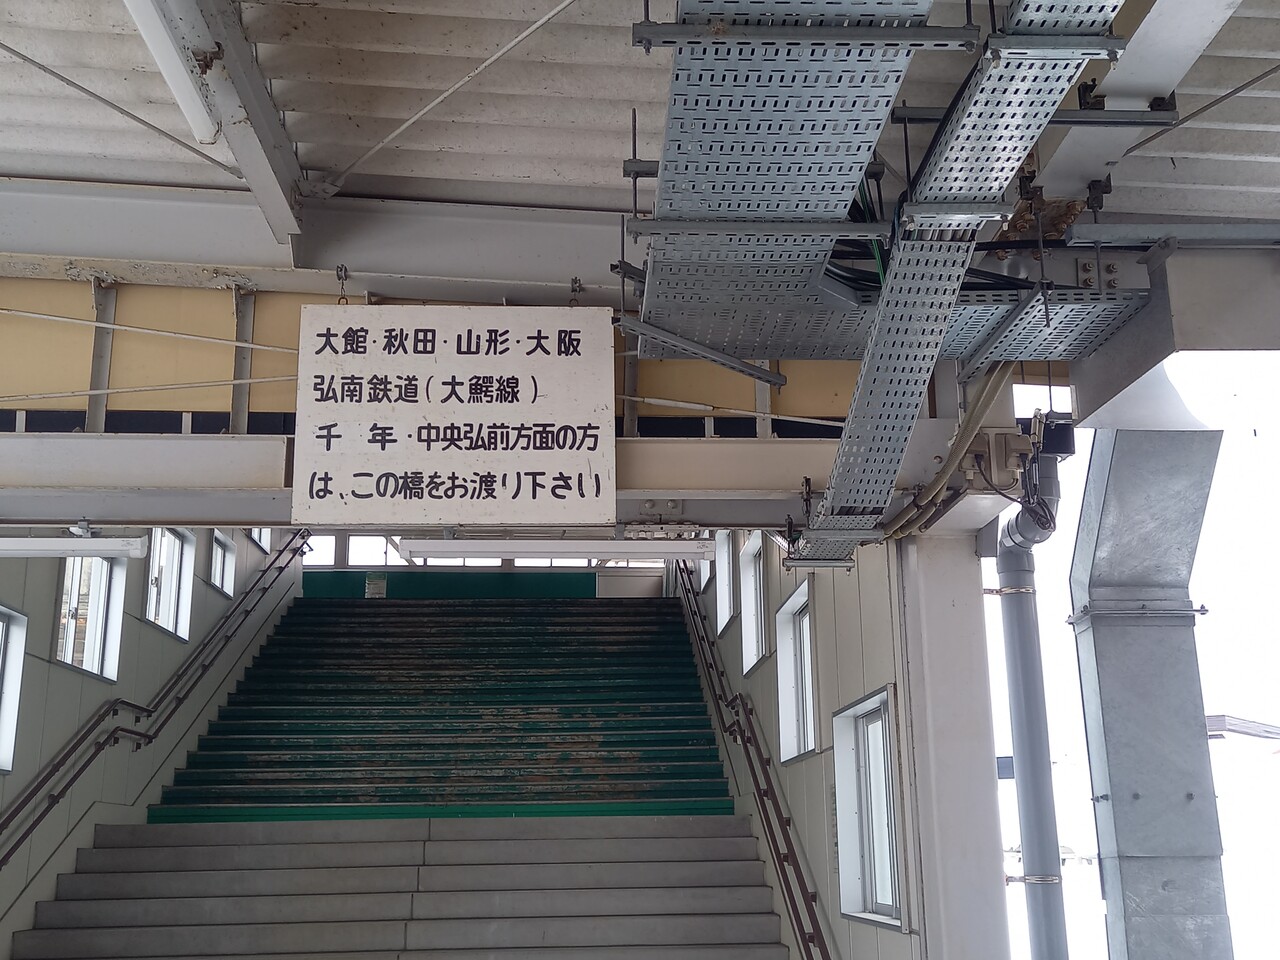 大館・秋田・山形・大阪
弘南鉄道(大鰐線)
千年・中央弘前方面の方
は、この橋をお渡り下さい